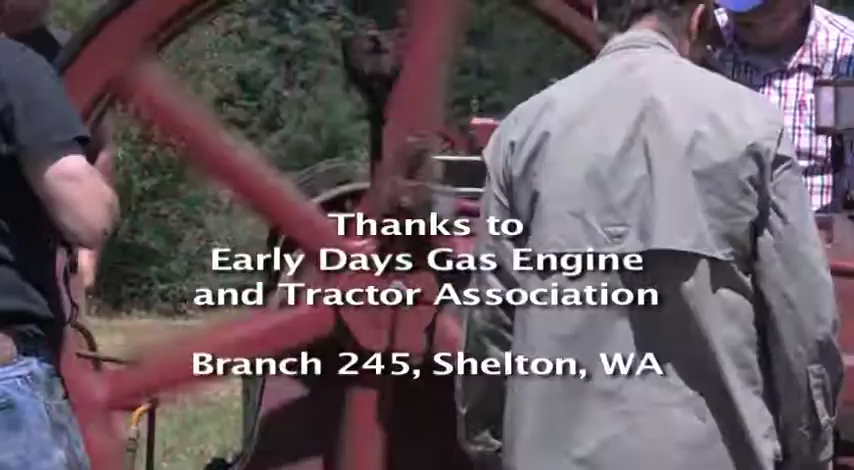 Thanks to
Early Days Gas Engine
and Tractor Association
Branch 245, Shelton, WA